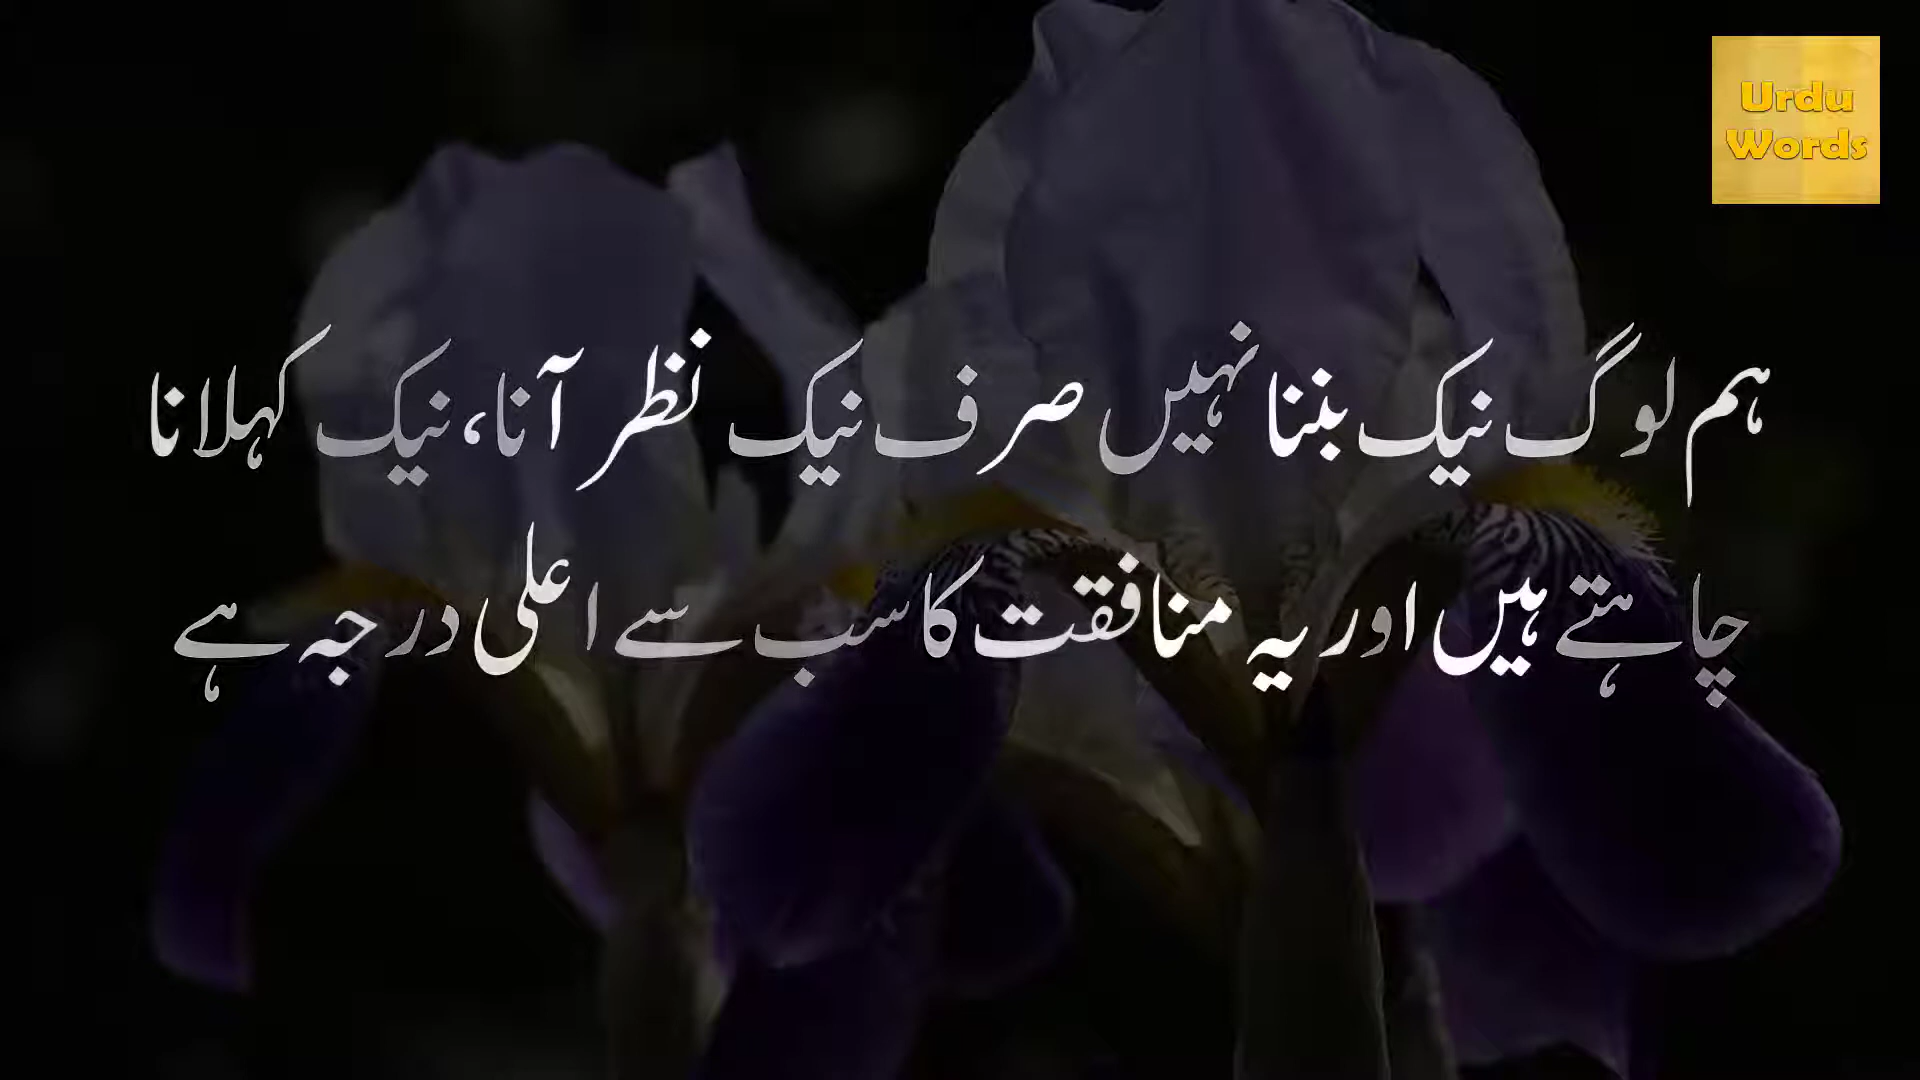 Urdu
Words
ہم لوگ نیک بننا نہیں صرف نیک نظر آنا، نیک کہلانا
چاہتے ہیں اور یہ منافقت کا سب سے اعلی درجہ ہے